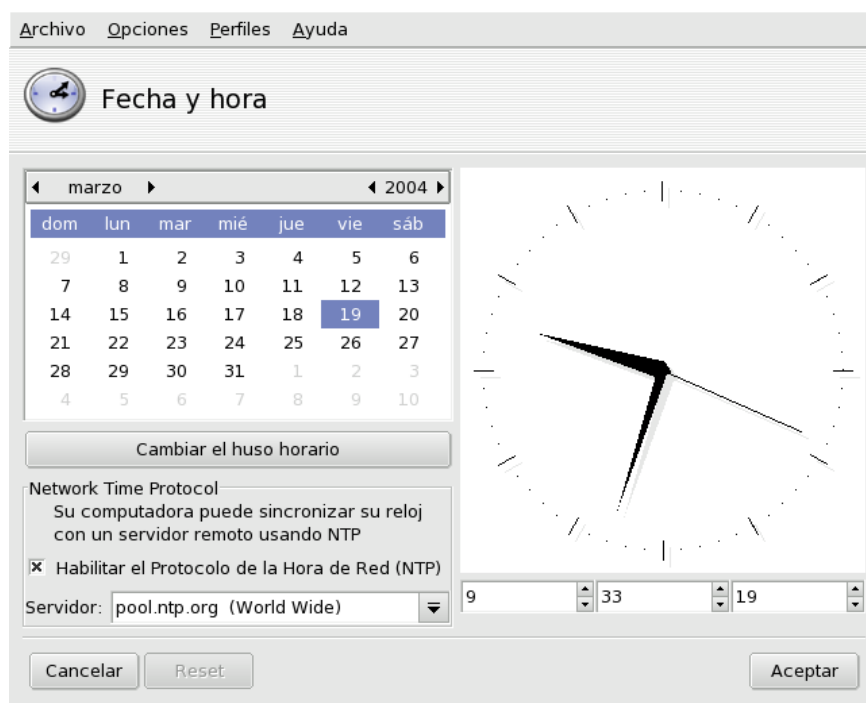 Archivo Opciones Perfiles Ayuda
Fecha y hora
marzo 2004
dom lun mar mié jue vie sáb
29 1 2 3 4 5 6
7 8 9 10 11 12 13
14 15 16 17 18 19 20
21 22 23 24 25 26 27
28 29 30 31 1 2 3
4 5 6 7 8 9 10
Cambiar el huso horario
Network Time Protocol
Su computadora puede sincronizar su reloj
con un servidor remoto usando NTP
Habilitar el Protocolo de la Hora de Red (NTP)
Servidor: pool.ntp.org (World Wide)
9 33 19
Cancelar Reset Aceptar